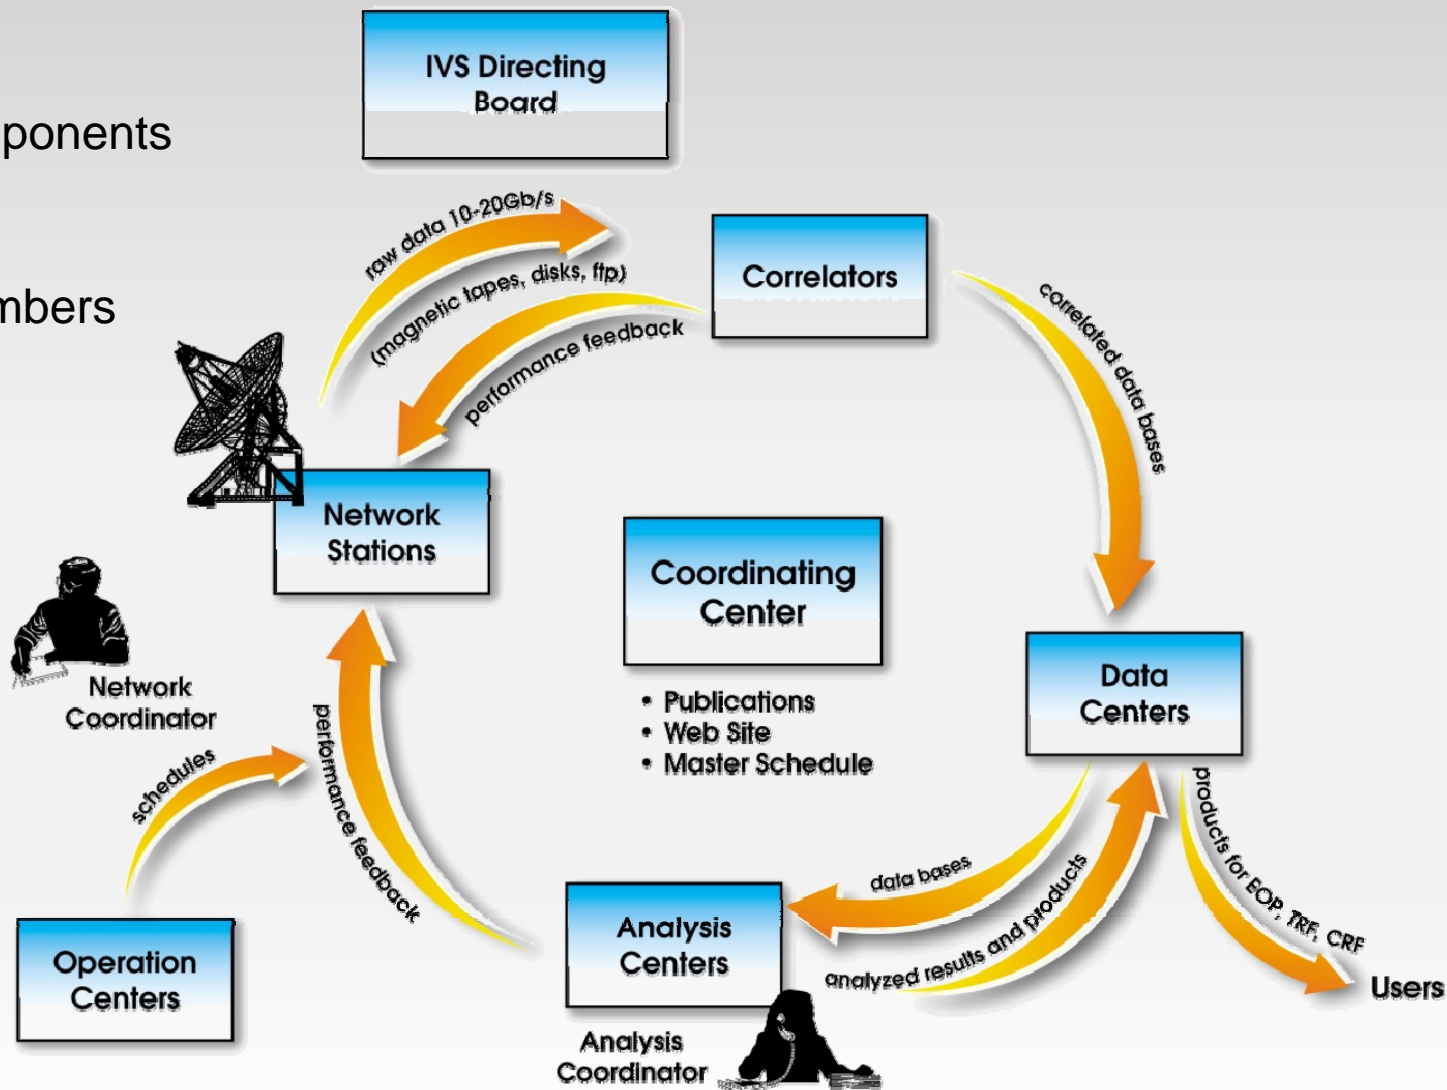 IVS Directing
Board
ponents
raw data 10-20Gb/s
(magnetic tapes, disks, ftp)
performance feedback
Correlators
correlated data bases
mbers
Network
Stations
Coordinating
Center
• Publications
• Web Site
• Master Schedule
Data
Centers
Network
Coordinator
schedules
performance feedback
Operation
Centers
data bases
analyzed results and products
products for EOP, TRF, CRF
Users
Analysis
Centers
Analysis
Coordinator